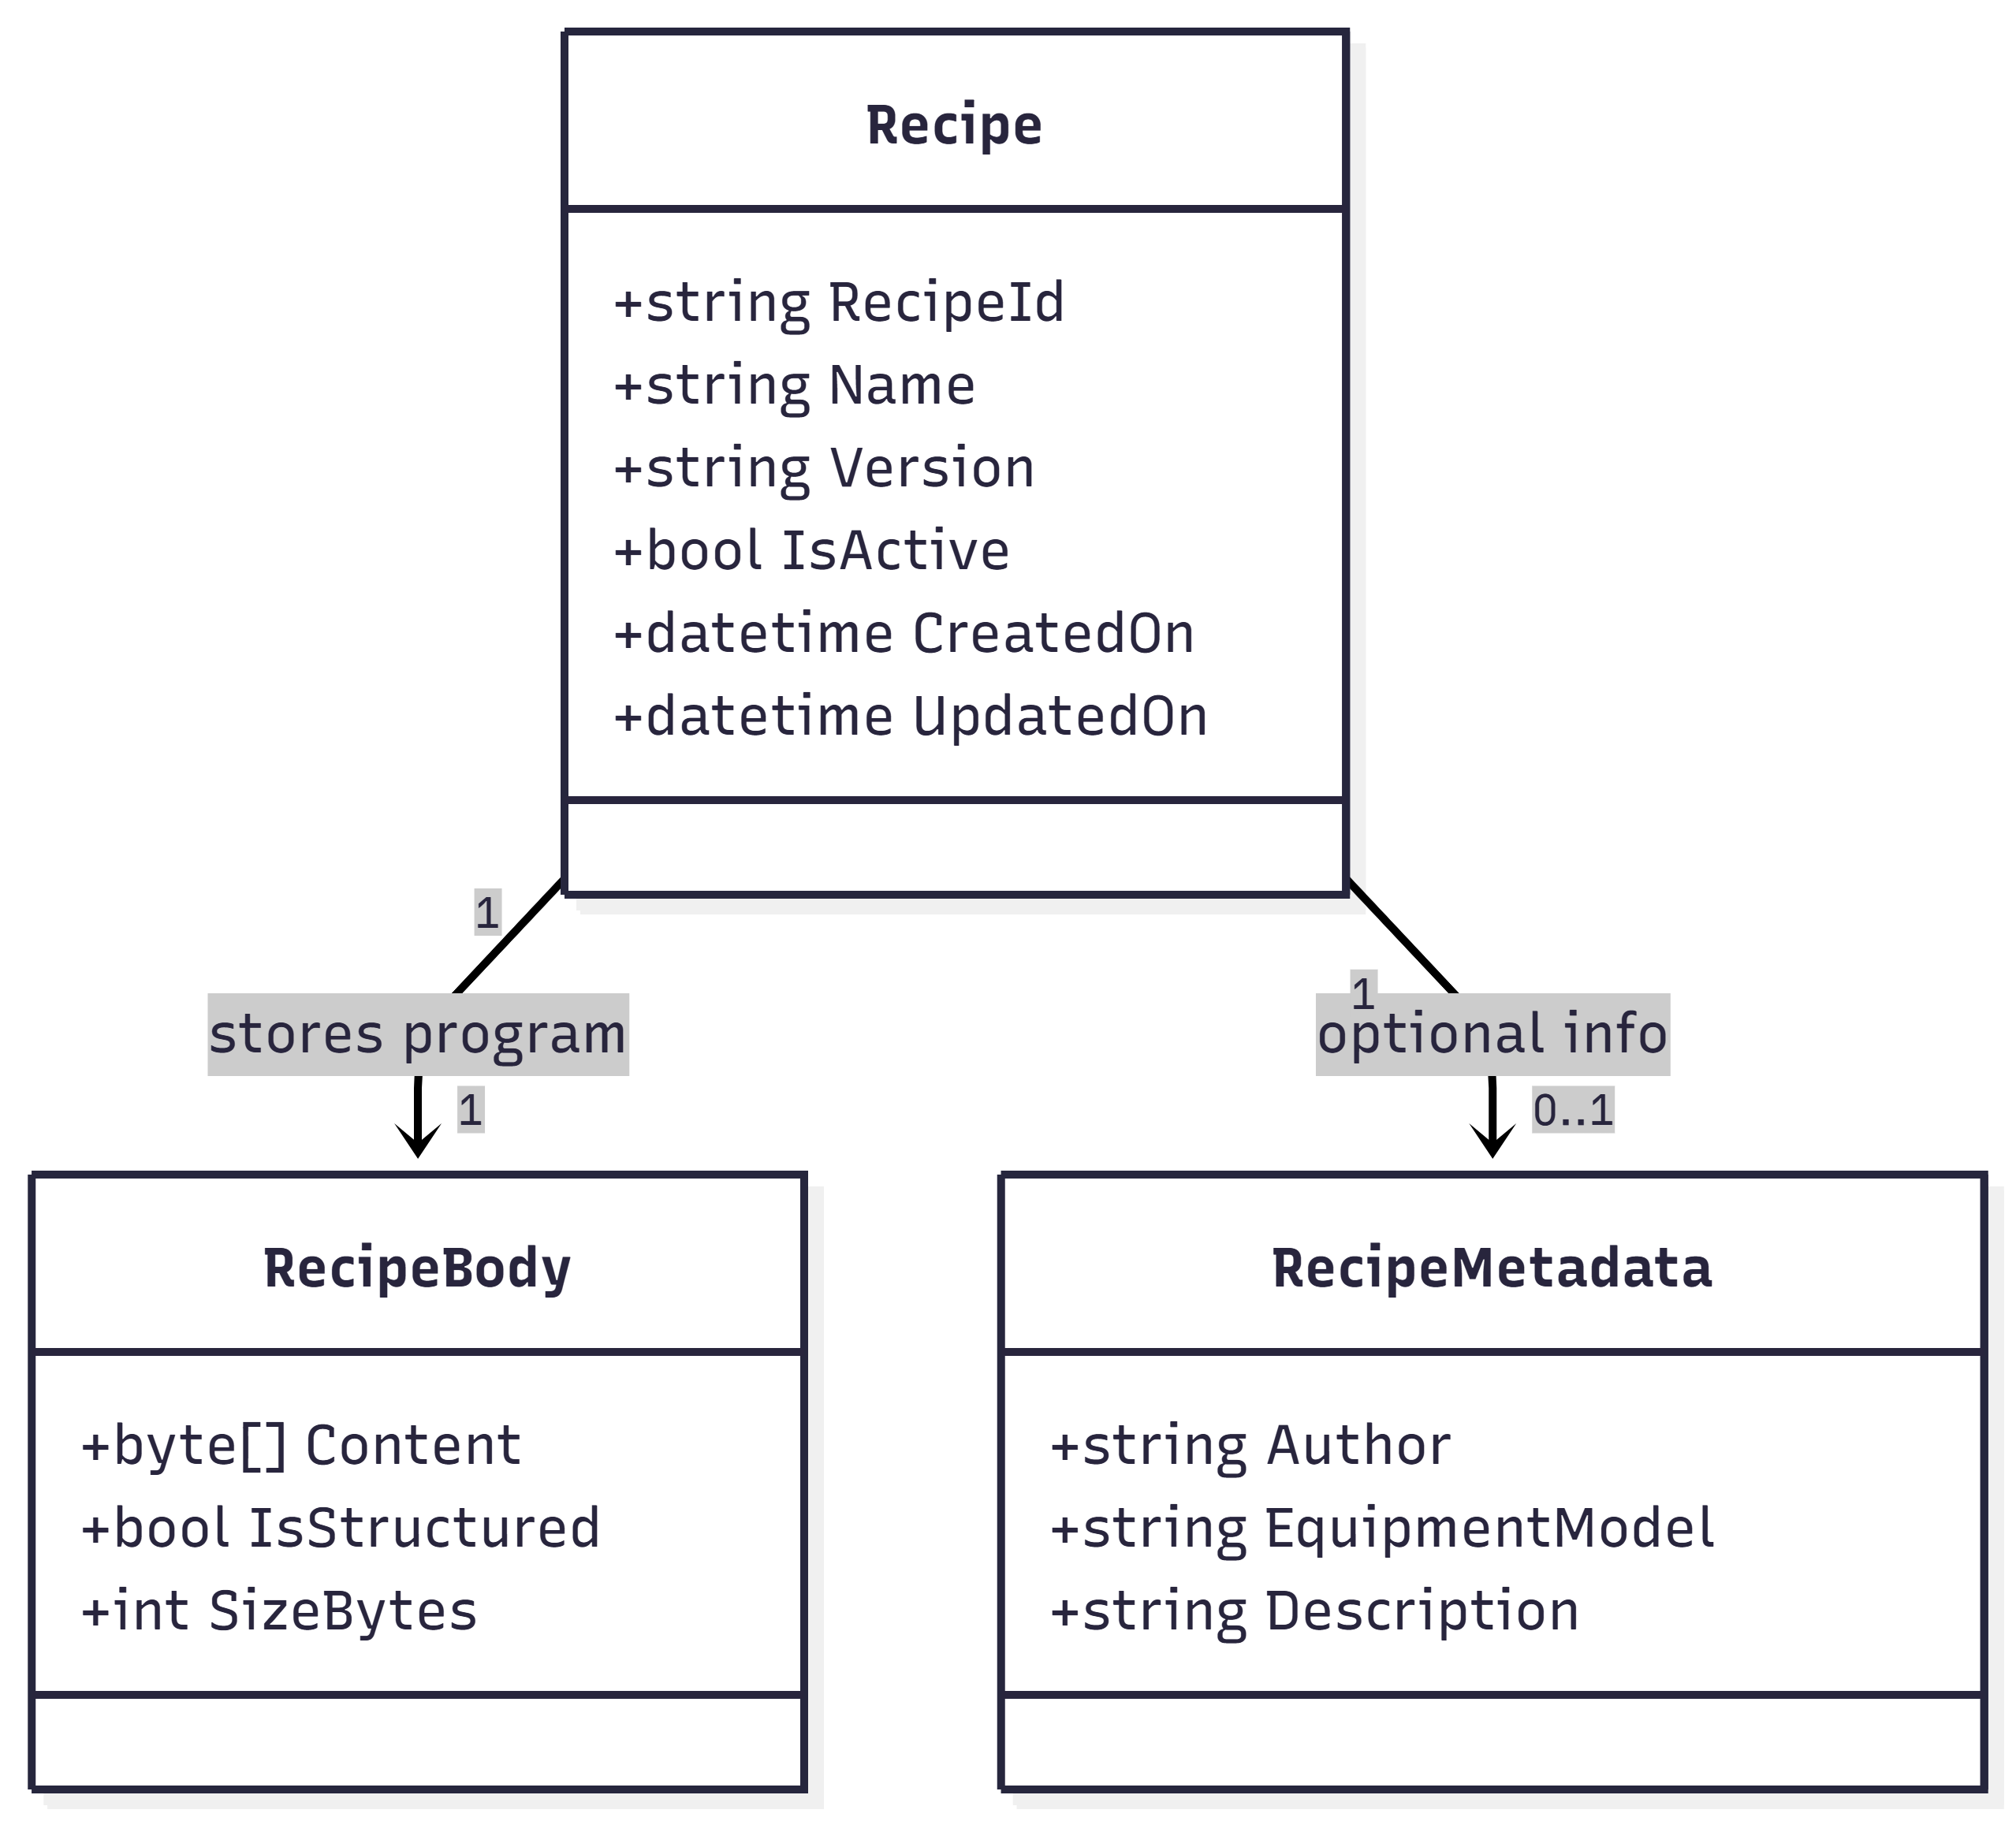 Recipe
+string RecipeId
+string Name
+string Version
+bool IsActive
+datetime CreatedOn
+datetime UpdatedOn
1
stores program
1
1
optional info
0..1
RecipeBody
+byte[] Content
+bool IsStructured
+int SizeBytes
RecipeMetadata
+string Author
+string EquipmentModel
+string Description